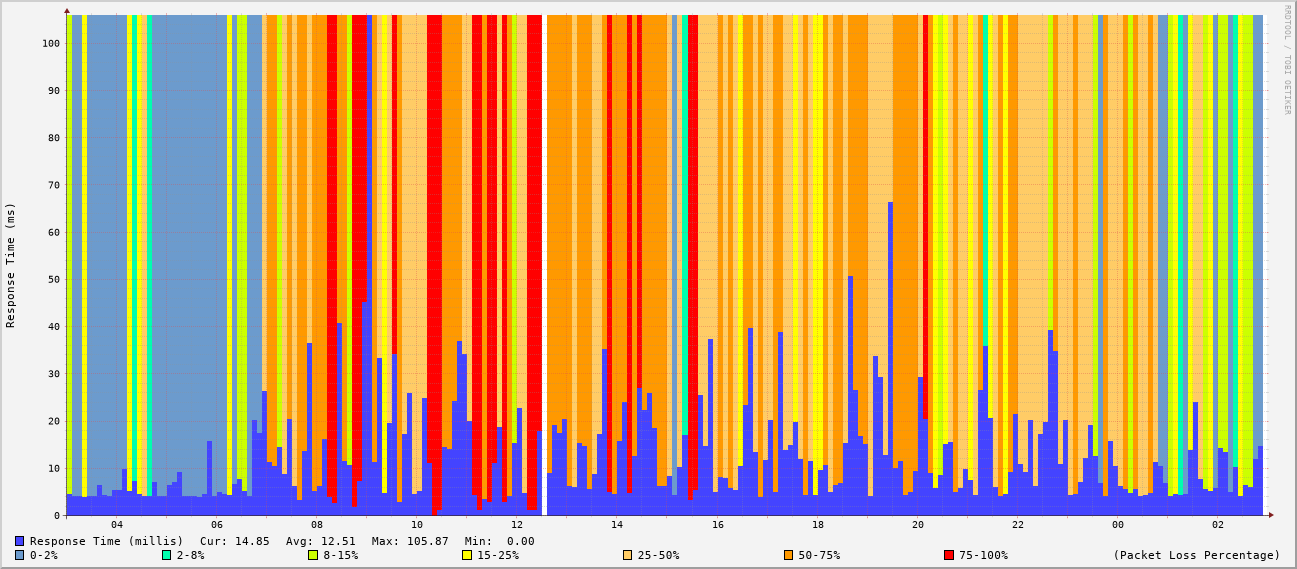 RRDTOOL / TOBI OETIKER
Response Time (ms)
100
90
80
70
60
50
40
30
20
10
0
04 06 08 10 12 14 16 18 20 22 00 02
Response Time (millis) Cur: 14.85 Avg: 12.51 Max: 105.87 Min: 0.00
0-2% 2-8% 8-15% 15-25% 25-50% 50-75% 75-100% (Packet Loss Percentage)